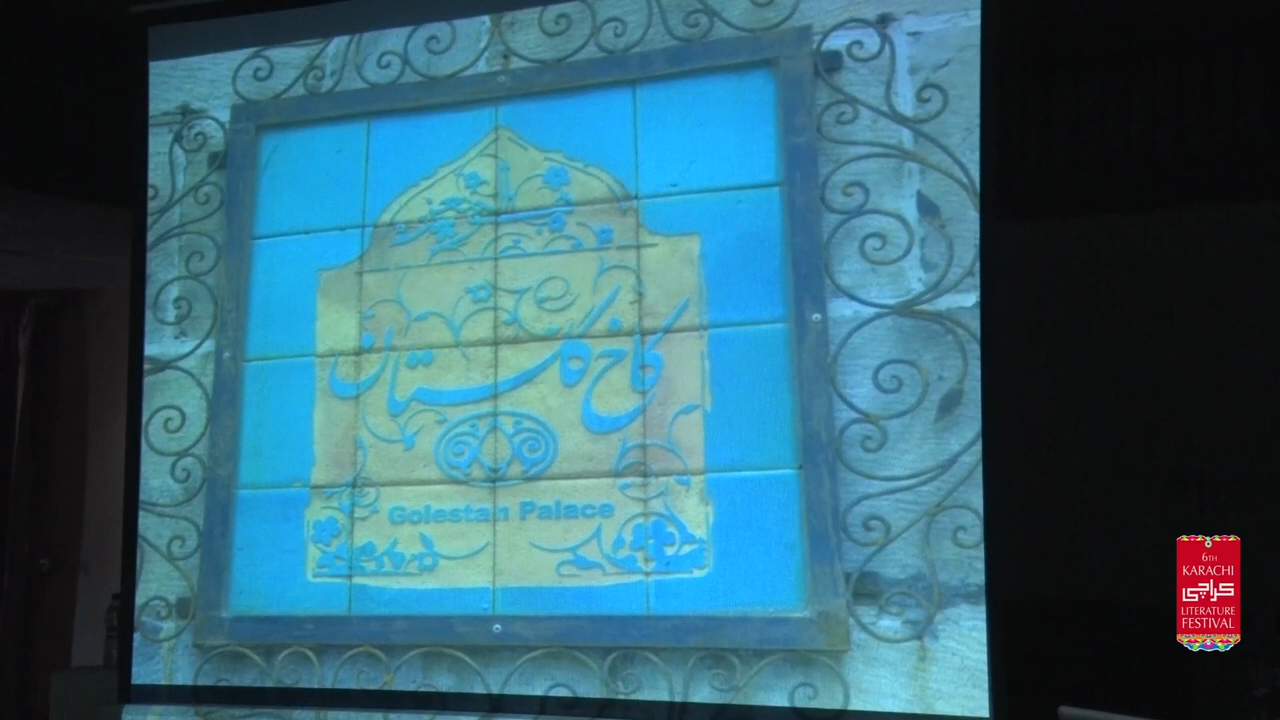 کاخ گلستان
Golestan Palace
6TH
KARACHI
کراچی
LITERATURE
FESTIVAL